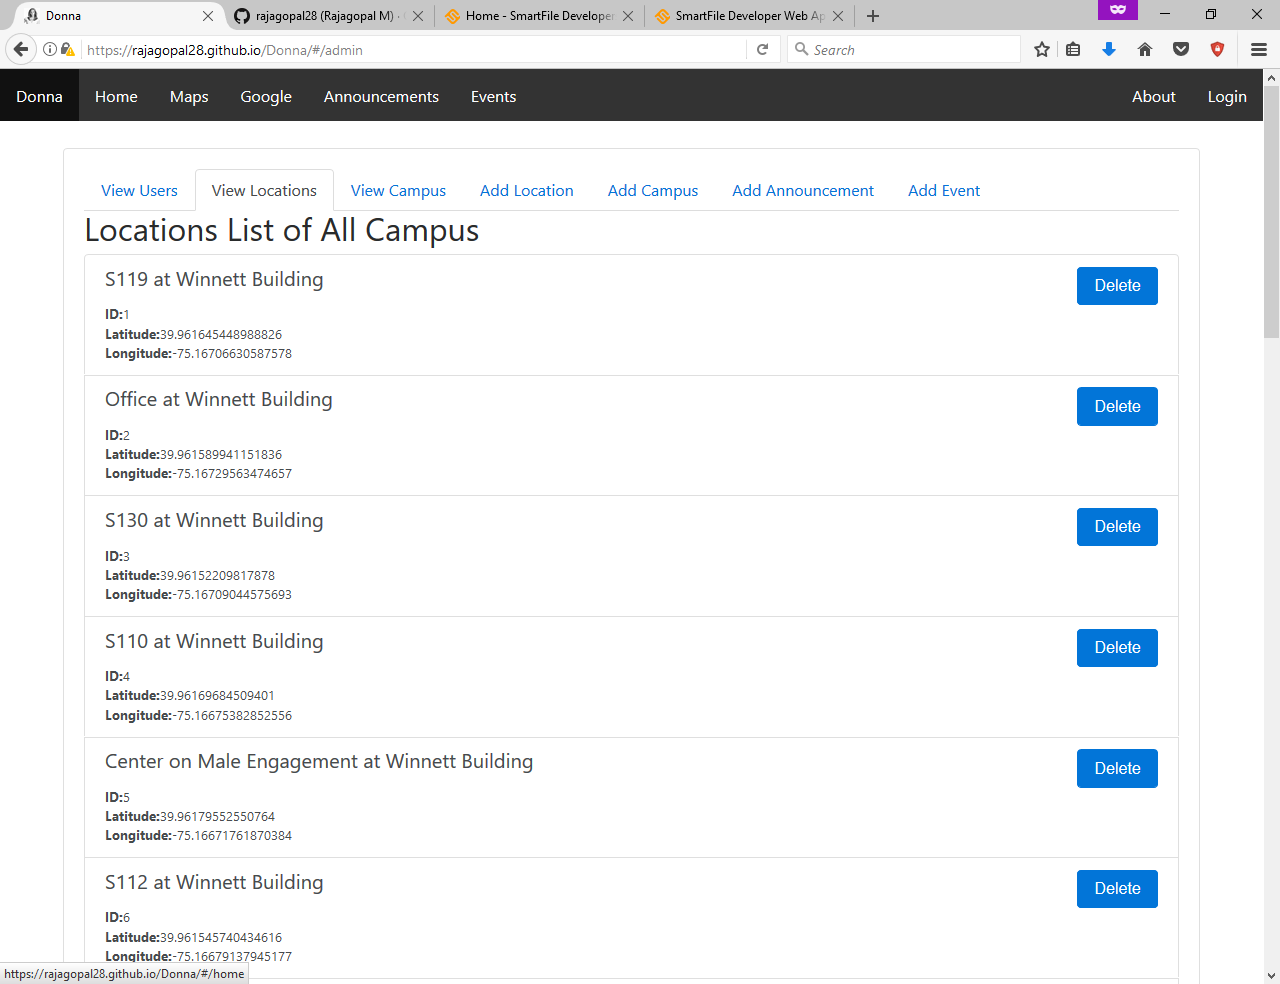 Donna
rajagopal28 (Rajagopal M) ·
Home - SmartFile Developer
SmartFile Developer Web Ap
https://rajagopal28.github.io/Donna/#/admin
Search
Donna Home Maps Google Announcements Events About Login
View Users View Locations View Campus Add Location Add Campus Add Announcement Add Event
Locations List of All Campus
S119 at Winnett Building
Delete
ID:1
Latitude:39.961645448988826
Longitude:-75.16706630587578
Office at Winnett Building
Delete
ID:2
Latitude:39.961589941151836
Longitude:-75.16729563474657
S130 at Winnett Building
Delete
ID:3
Latitude:39.96152209817878
Longitude:-75.16709044575693
S110 at Winnett Building
Delete
ID:4
Latitude:39.96169684509401
Longitude:-75.16675382852556
Center on Male Engagement at Winnett Building
Delete
ID:5
Latitude:39.96179552550764
Longitude:-75.16671761870384
S112 at Winnett Building
Delete
ID:6
Latitude:39.961545740434616
Longitude:-75.16679137945177
https://rajagopal28.github.io/Donna/#/home